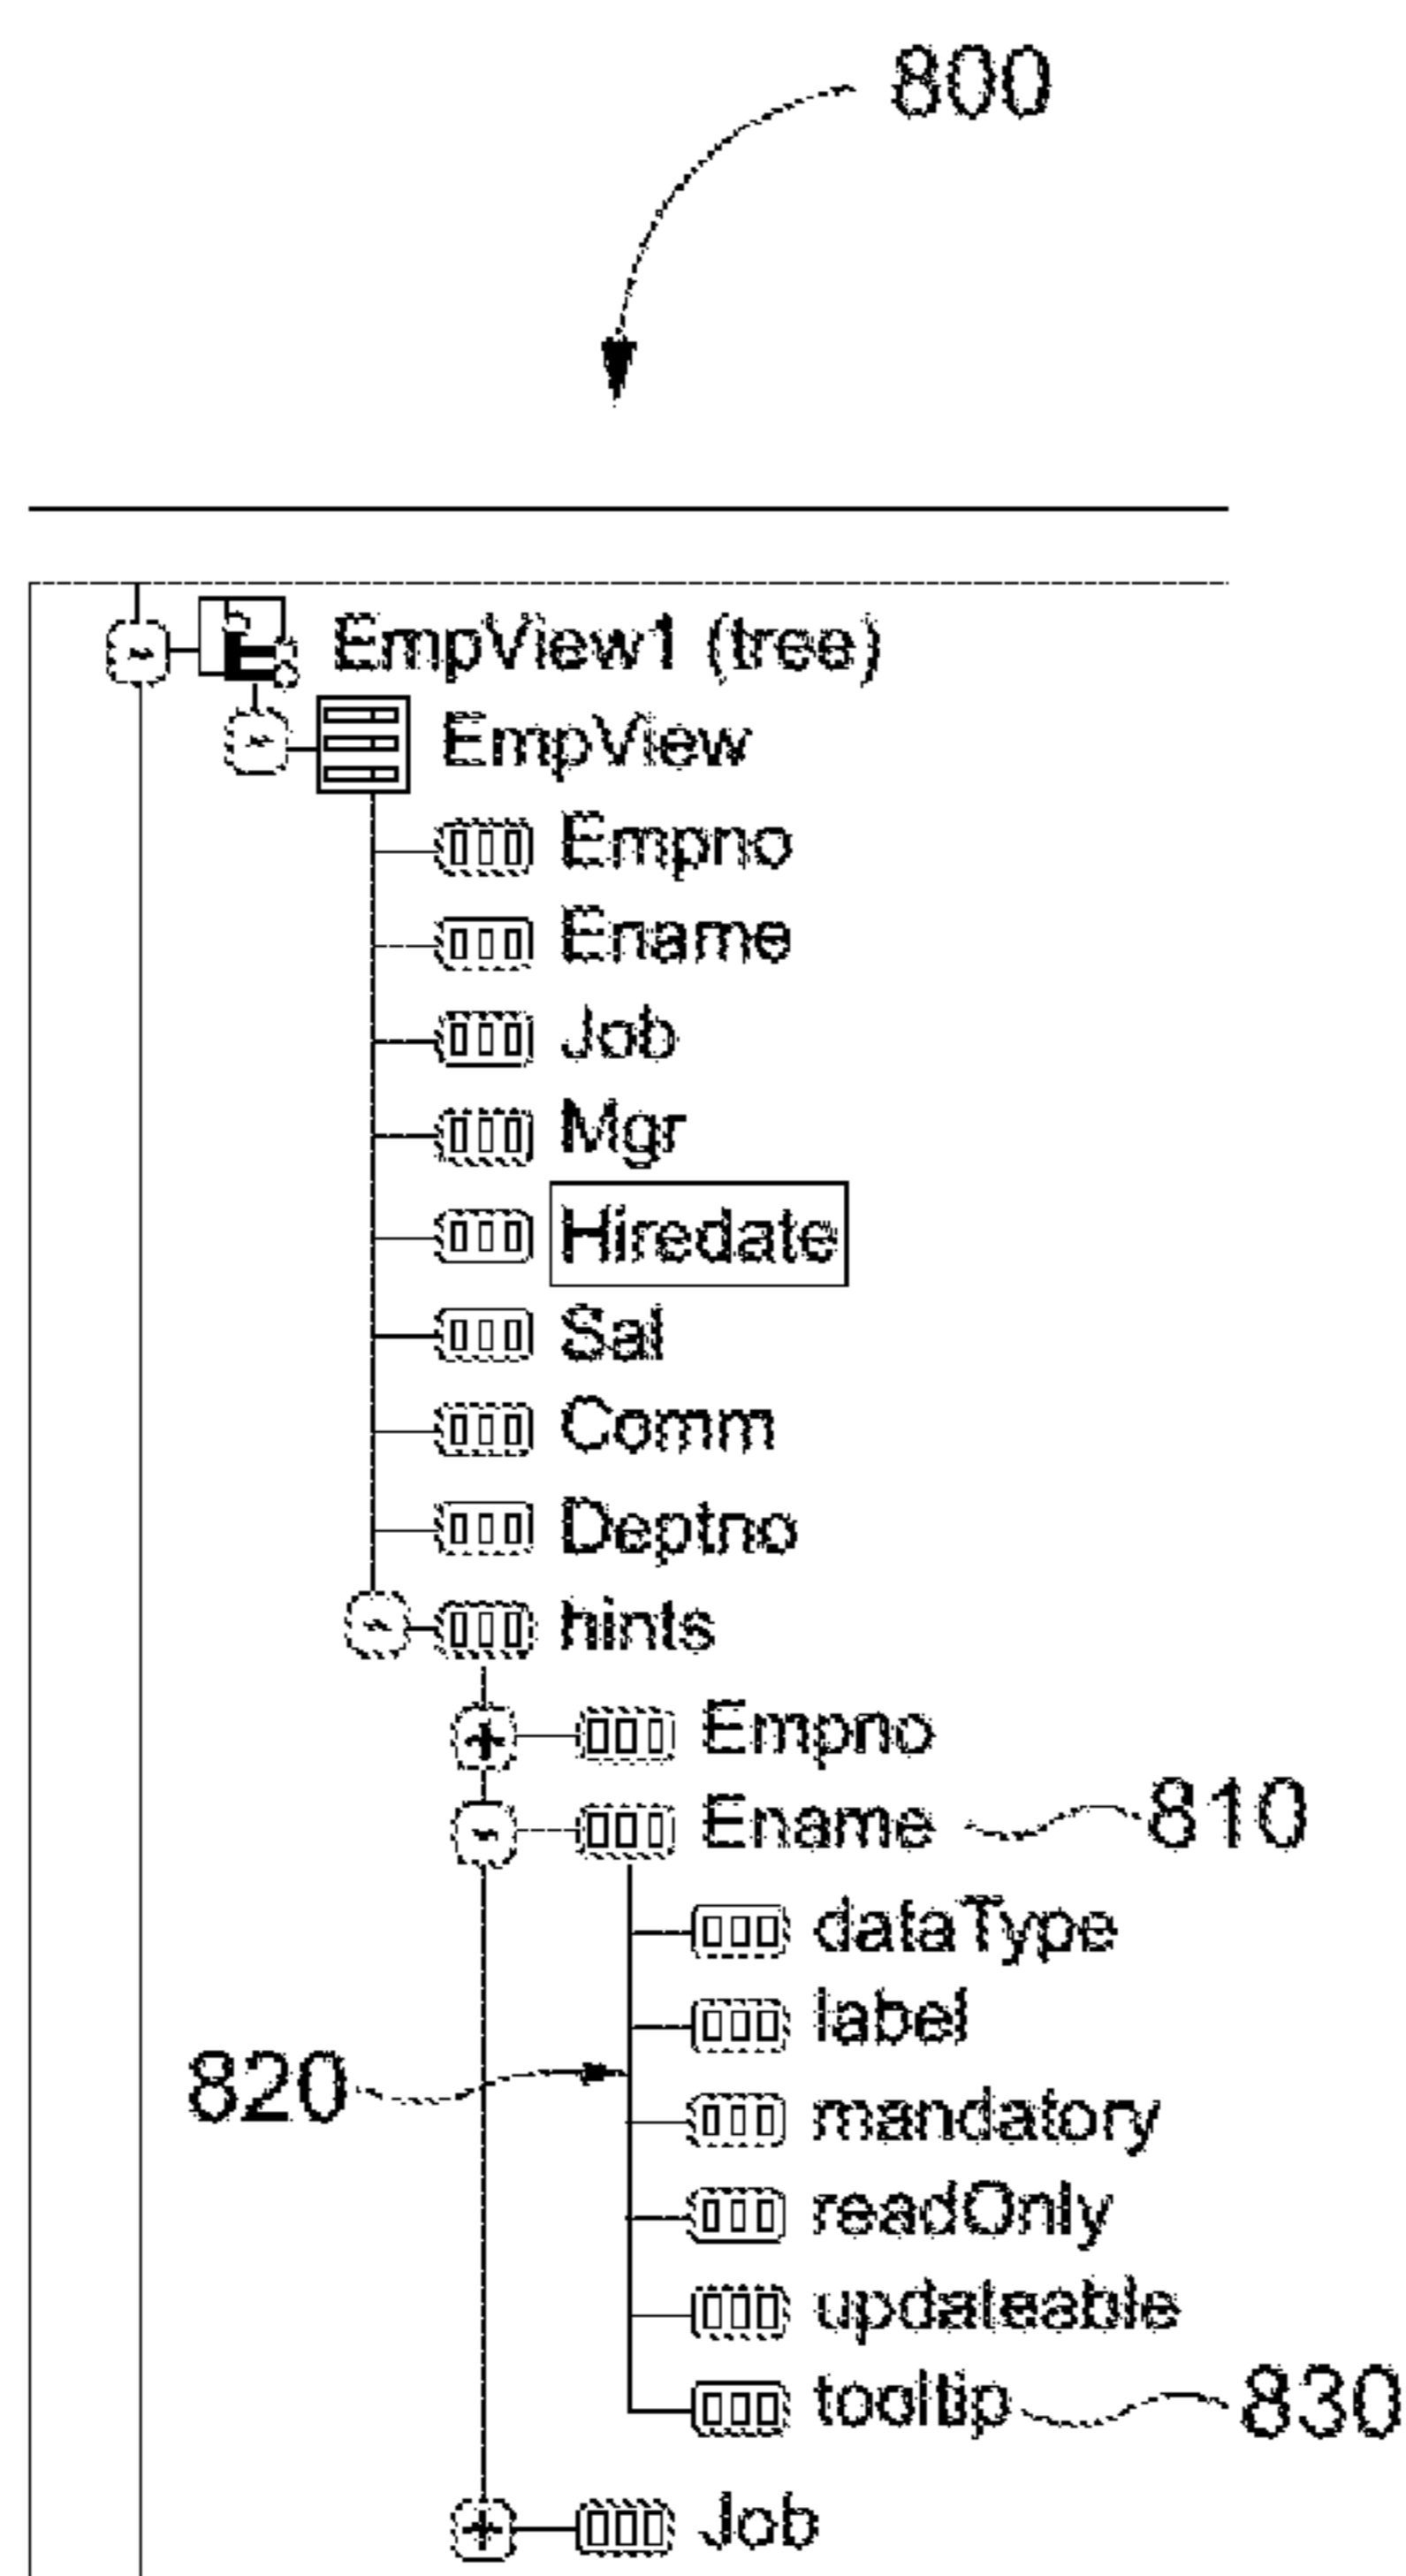 800
EmpView1 (tree)
EmpView
Empno
Ename
Job
Mgr
Hiredate
Sal
Comm
Deptno
hints
Empno
Ename 810
dataType
label
820
mandatory
readOnly
updateable
tooltip 830
Job